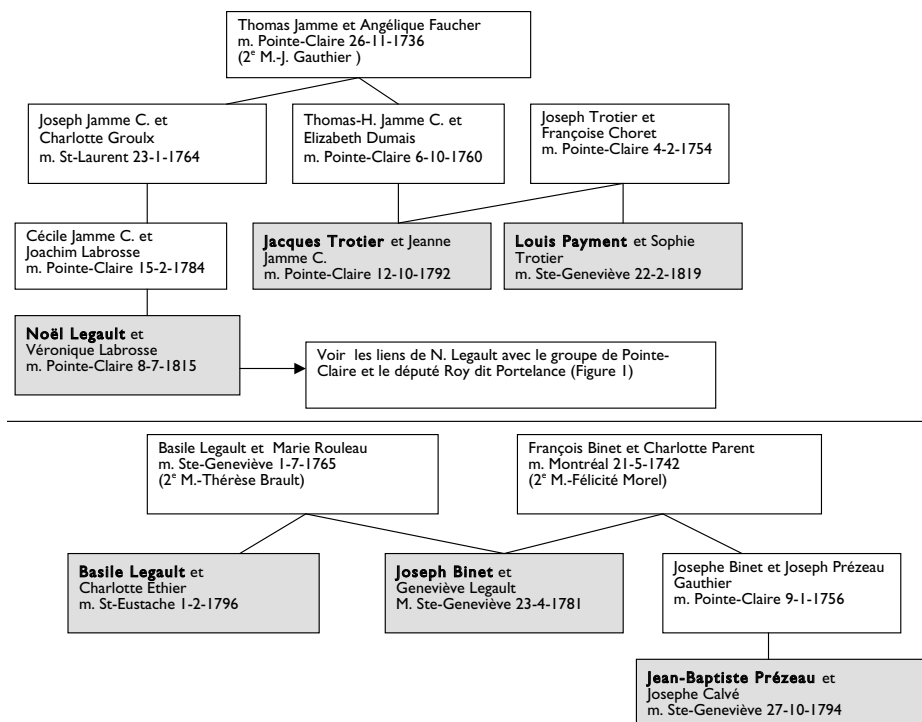 Thomas Jamme et Angélique Faucher
m. Pointe-Claire 26-11-1736
(2e M.-J. Gauthier )
Joseph Jamme C. et
Charlotte Groulx
m. St-Laurent 23-1-1764
Thomas-H. Jamme C. et
Elizabeth Dumais
m. Pointe-Claire 6-10-1760
Joseph Trotier et
Françoise Choret
m. Pointe-Claire 4-2-1754
Cécile Jamme C. et
Joachim Labrosse
m. Pointe-Claire 15-2-1784
Jacques Trotier et Jeanne
Jamme C.
m. Pointe-Claire 12-10-1792
Louis Payment et Sophie
Trotier
m. Ste-Geneviève 22-2-1819
Noël Legault et
Véronique Labrosse
m. Pointe-Claire 8-7-1815
Voir les liens de N. Legault avec le groupe de Pointe-
Claire et le député Roy dit Portelance (Figure 1)
Basile Legault et Marie Rouleau
m. Ste-Geneviève 1-7-1765
(2e M.-Thérèse Brault)
François Binet et Charlotte Parent
m. Montréal 21-5-1742
(2e M.-Félicité Morel)
Basile Legault et
Charlotte Ethier
m. St-Eustache 1-2-1796
Joseph Binet et
Geneviève Legault
M. Ste-Geneviève 23-4-1781
Josephe Binet et Joseph Prézeau
Gauthier
m. Pointe-Claire 9-1-1756
Jean-Baptiste Prézeau et
Josephe Calvé
m. Ste-Geneviève 27-10-1794